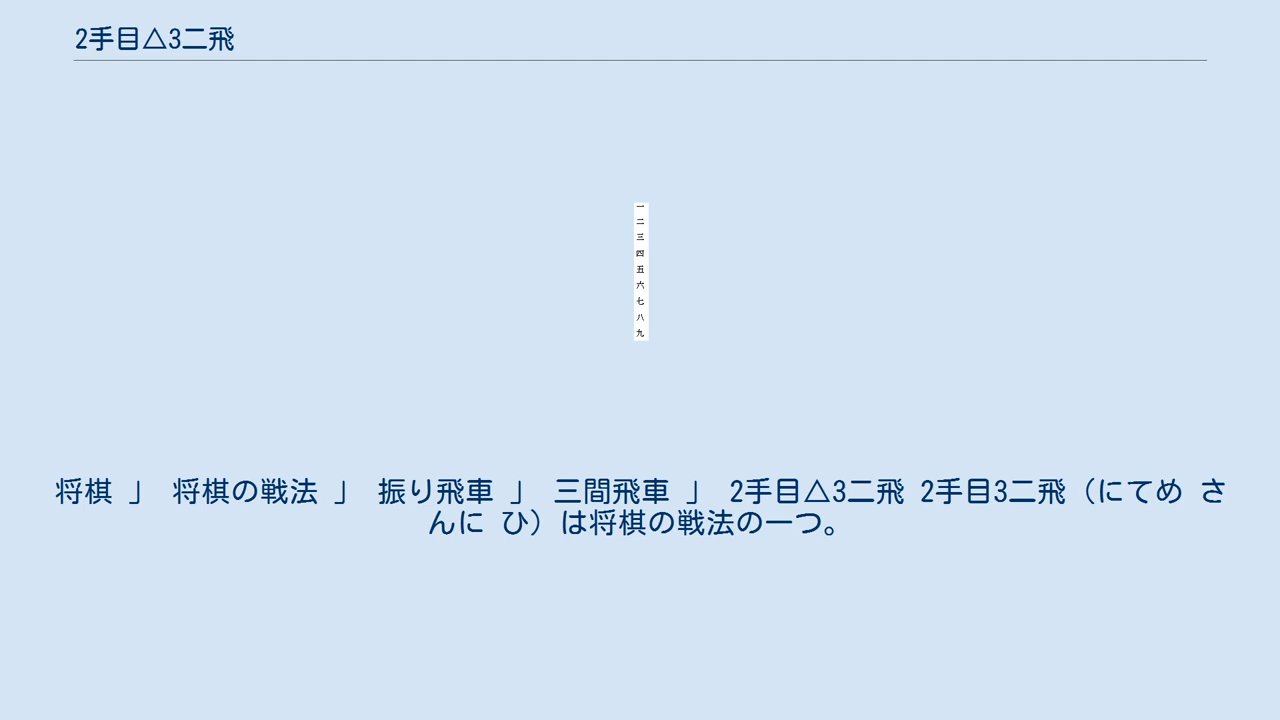 2手目△3二飛
一
二
三
四
五
六
七
八
九
将棋 」 将棋の戦法 」 振り飛車 」 三間飛車 」 2手目△3二飛 2手目3二飛（にてめ さ
んに ひ）は将棋の戦法の一つ。